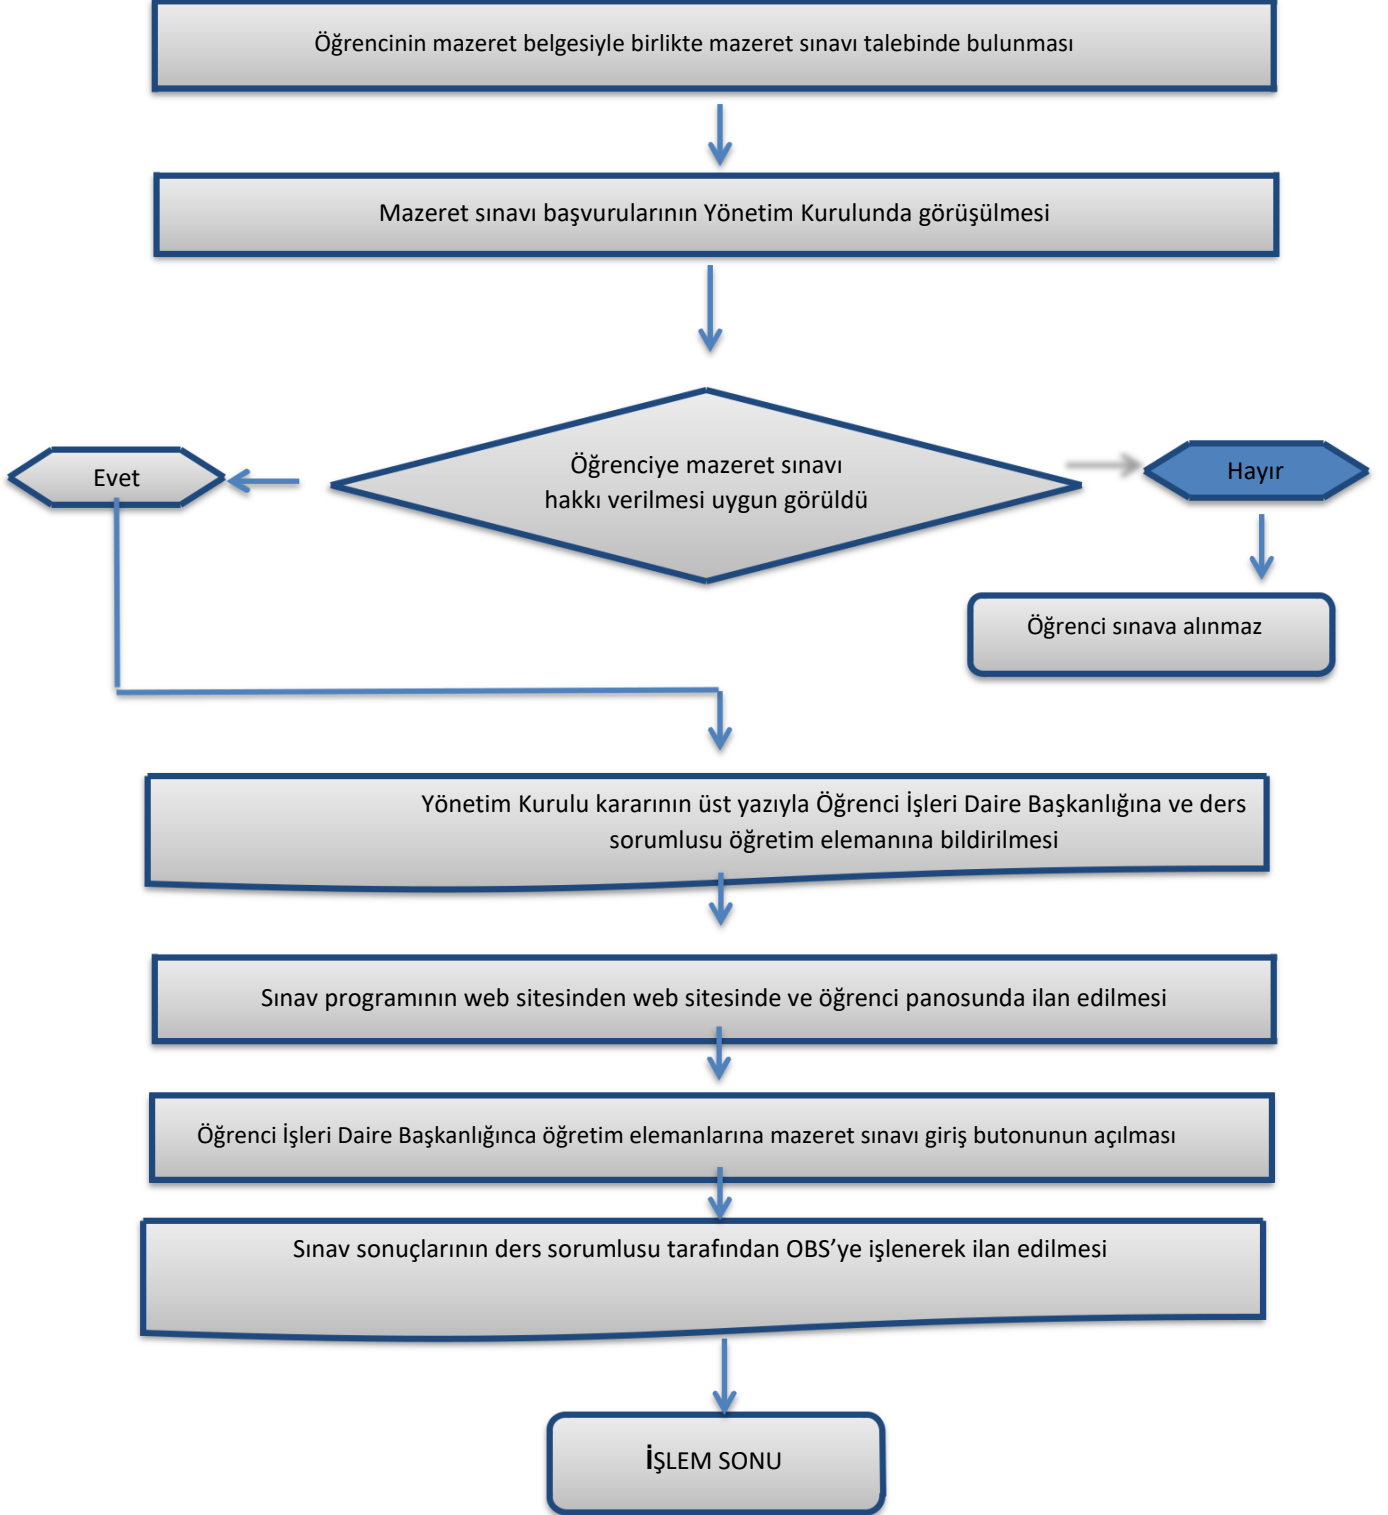 Öğrencinin mazeret belgesiyle birlikte mazeret sınavı talebinde bulunması
Mazeret sınavı başvurularının Yönetim Kurulunda görüşülmesi
Öğrenciye mazeret sınavı
hakkı verilmesi uygun görüldü
Evet
Hayır
Öğrenci sınava alınmaz
Yönetim Kurulu kararının üst yazıyla Öğrenci İşleri Daire Başkanlığına ve ders
sorumlusu öğretim elemanına bildirilmesi
Sınav programının web sitesinden web sitesinde ve öğrenci panosunda ilan edilmesi
Öğrenci İşleri Daire Başkanlığınca öğretim elemanlarına mazeret sınavı giriş butonunun açılması
Sınav sonuçlarının ders sorumlusu tarafından OBS’ye işlenerek ilan edilmesi
İŞLEM SONU